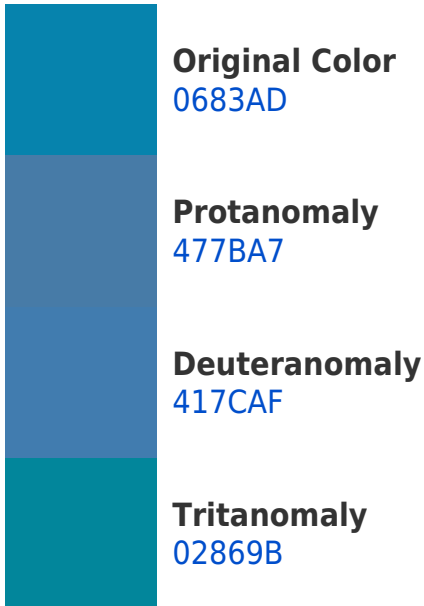 Original Color
0683AD
Protanomaly
477BA7
Deuteranomaly
417CAF
Tritanomaly
02869B